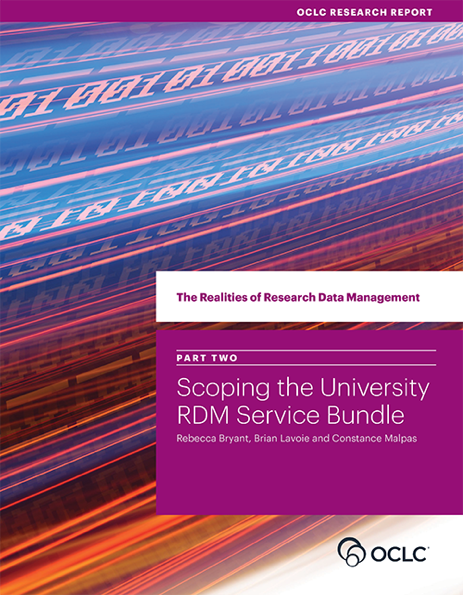 OCLC RESEARCH REPORT
The Realities of Research Data Management
PART TWO
Scoping the University
RDM Service Bundle
Rebecca Bryant, Brian Lavoie and Constance Malpas
OCLC